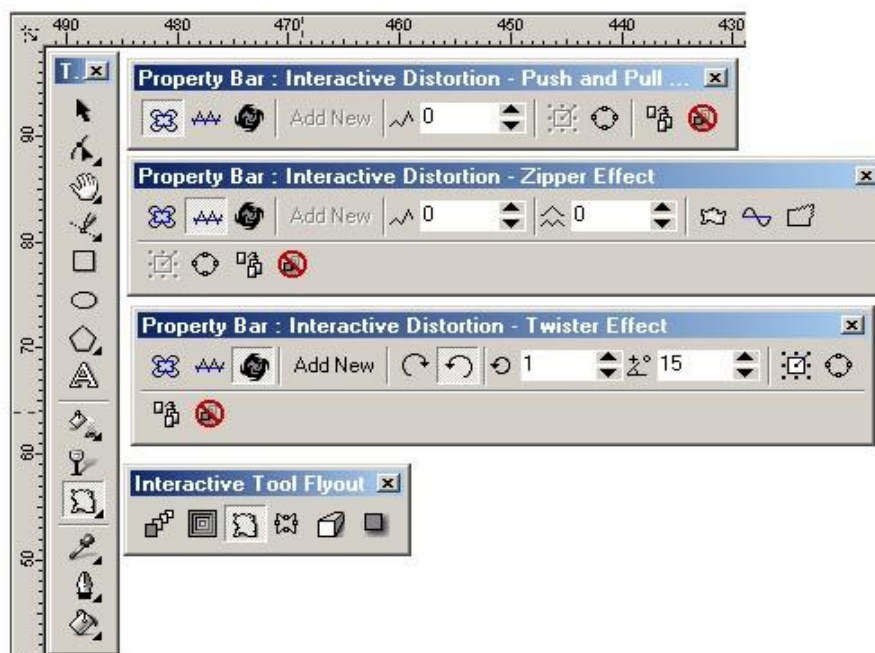 490 480 470 460 450 440 430
T...
Property Bar : Interactive Distortion - Push and Pull ...
Add New 0
90
Property Bar : Interactive Distortion - Zipper Effect
Add New 0 0
80
Property Bar : Interactive Distortion - Twister Effect
70
Add New 1 15
60
Interactive Tool Flyout
50